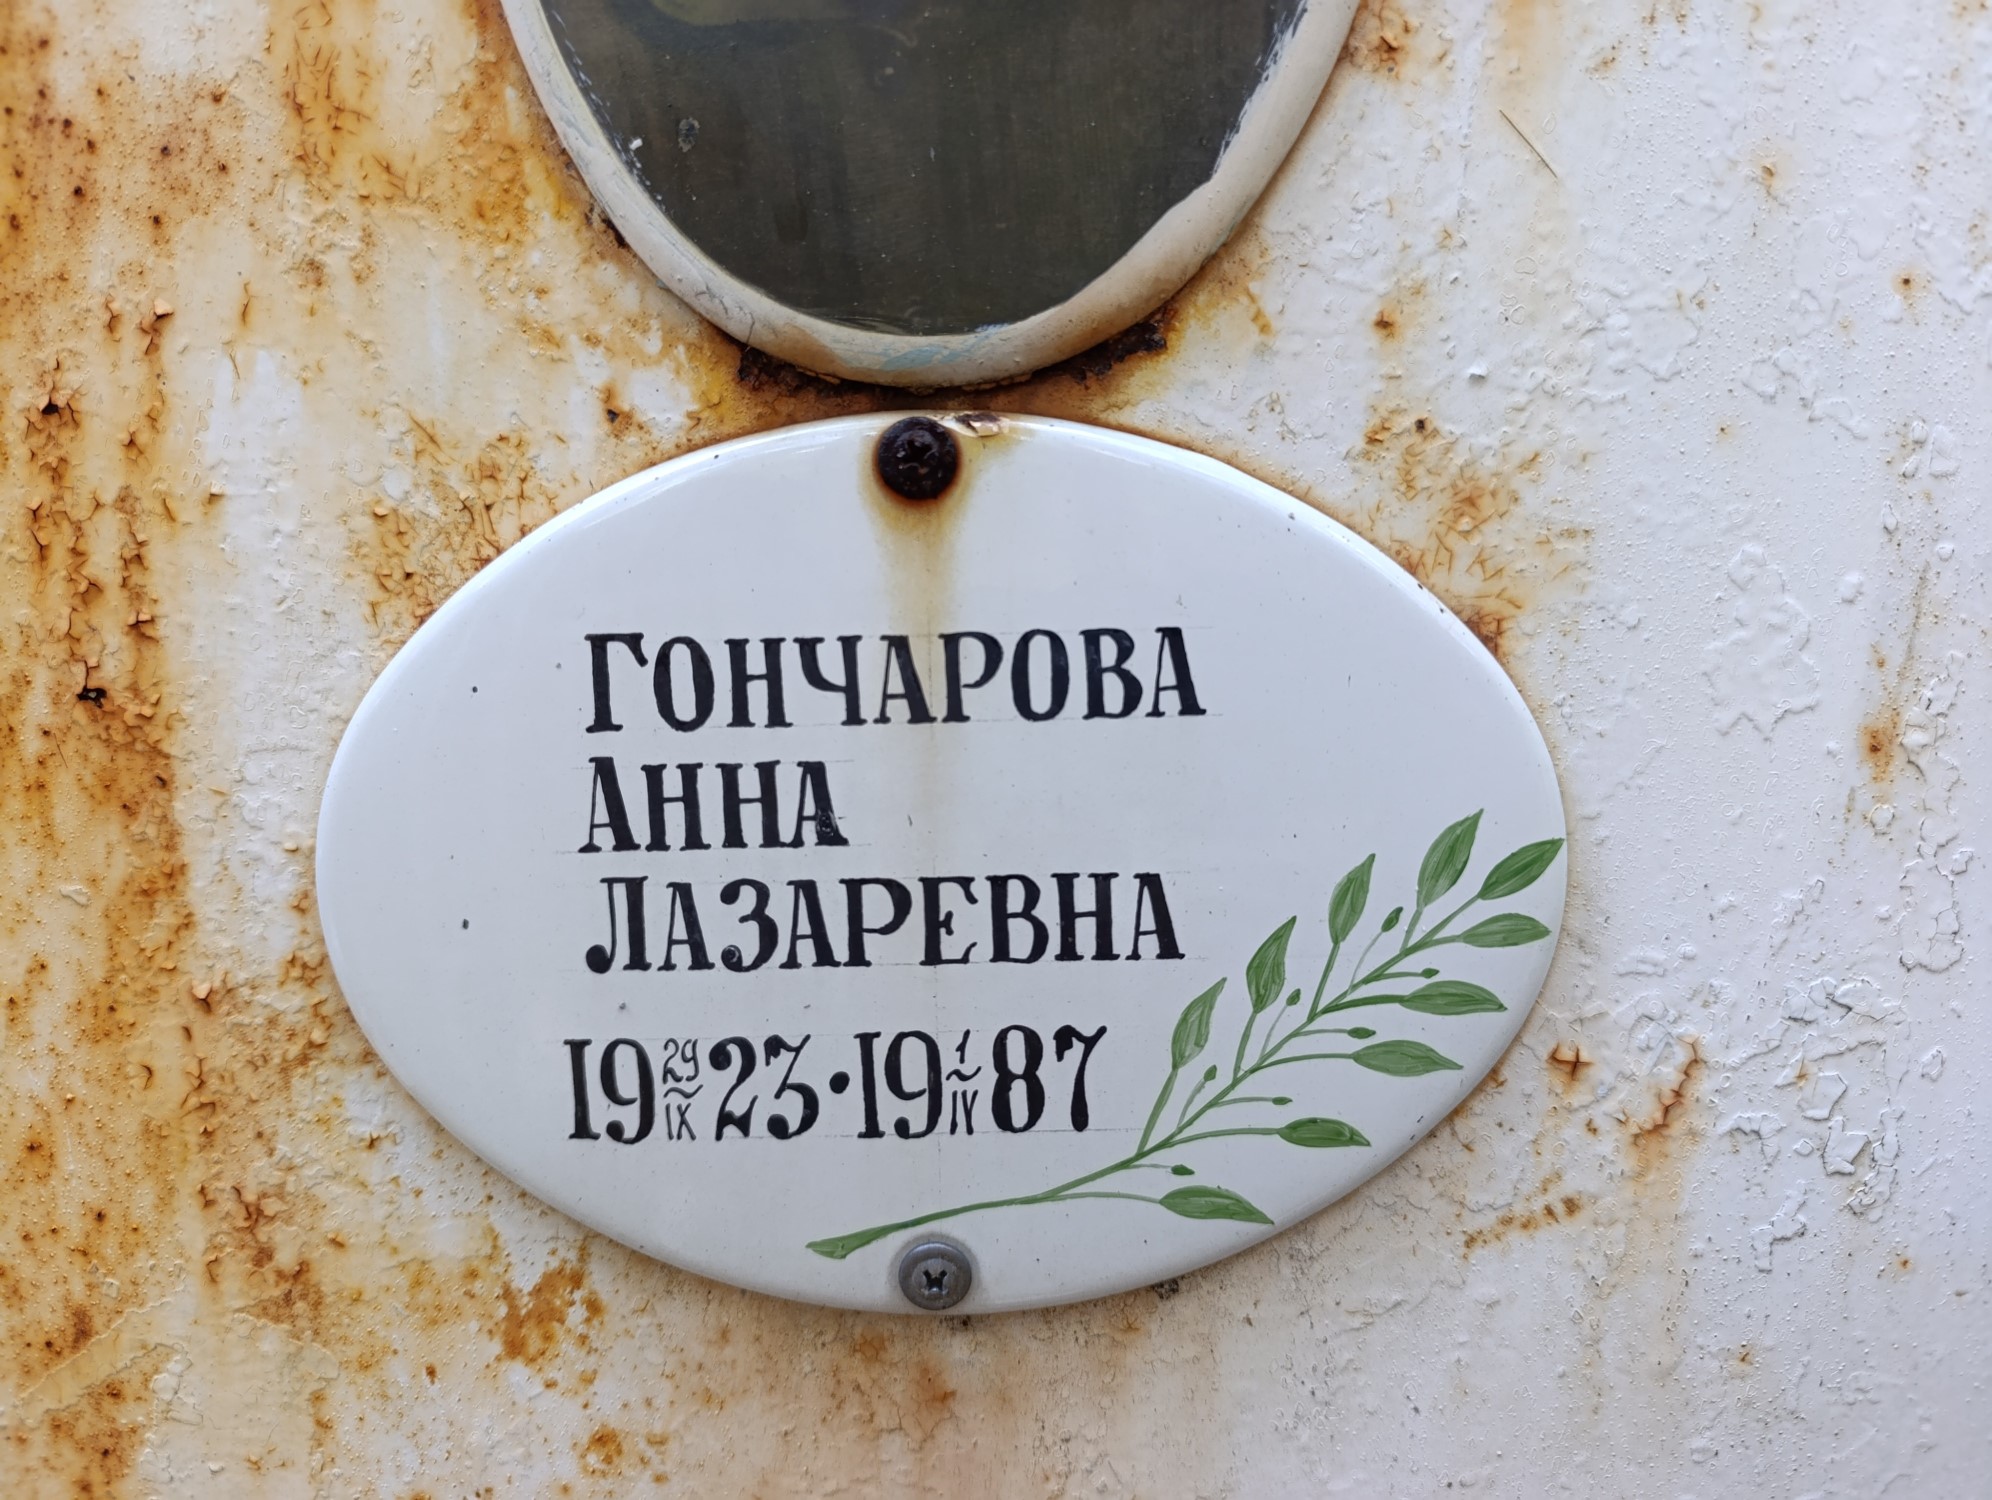 ГОНЧАРОВА
АННА
ЛАЗАРЕВНА
19 29/IX 23·19 1/IV 87